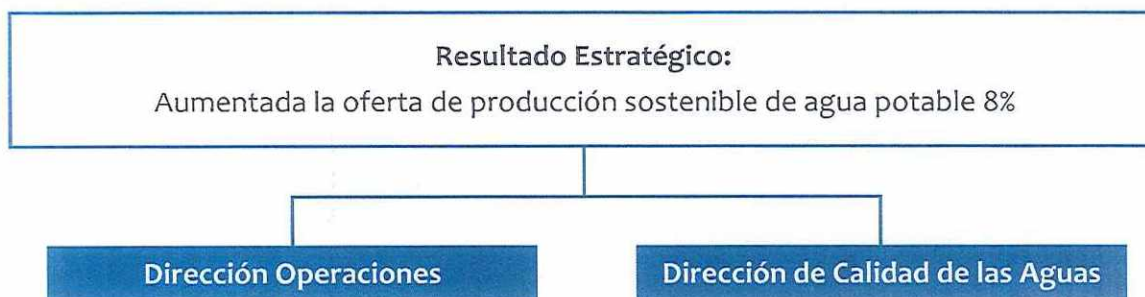 Resultado Estratégico:
Aumentada la oferta de producción sostenible de agua potable 8%
Dirección Operaciones
Dirección de Calidad de las Aguas